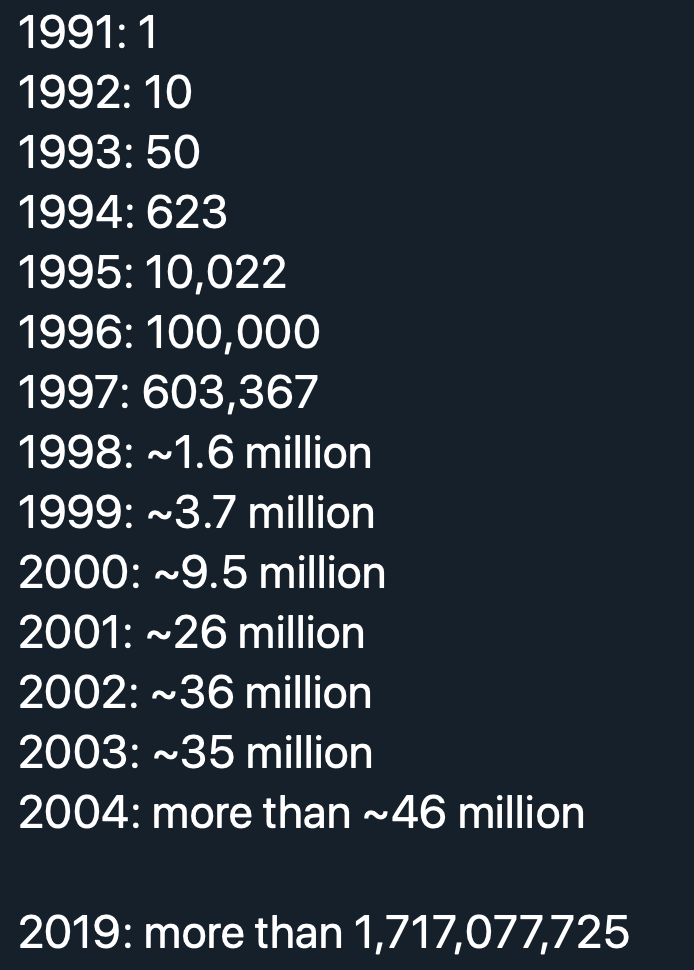 1991: 1
1992: 10
1993: 50
1994: 623
1995: 10,022
1996: 100,000
1997: 603,367
1998: ~1.6 million
1999: ~3.7 million
2000: ~9.5 million
2001: ~26 million
2002: ~36 million
2003: ~35 million
2004: more than ~46 million
2019: more than 1,717,077,725